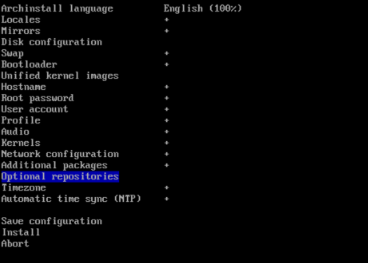 Archinstall language English (100%)
Locales +
Mirrors +
Disk configuration
Swap +
Bootloader +
Unified kernel images
Hostname +
Root password +
User account +
Profile +
Audio +
Kernels +
Network configuration +
Additional packages +
Optional repositories
Timezone +
Automatic time sync (NTP) +
Save configuration
Install
Abort